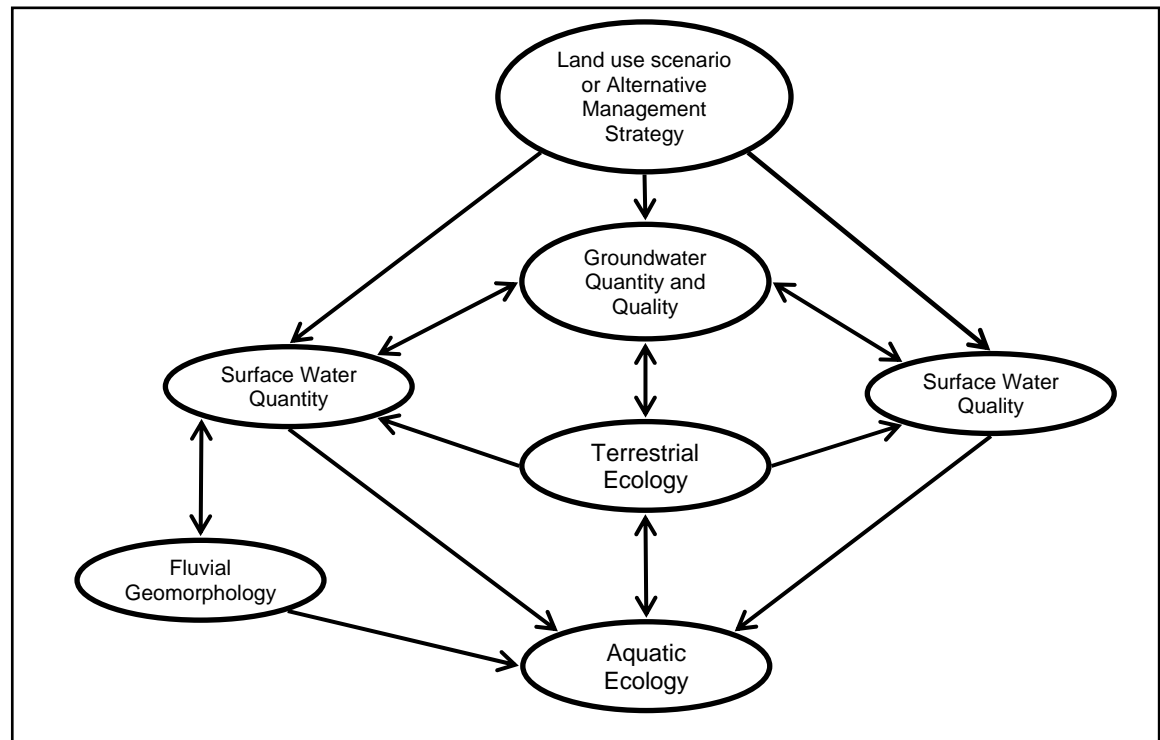 Land use scenario
or Alternative
Management
Strategy
Groundwater
Quantity and
Quality
Surface Water
Quantity
Surface Water
Quality
Terrestrial
Ecology
Fluvial
Geomorphology
Aquatic
Ecology